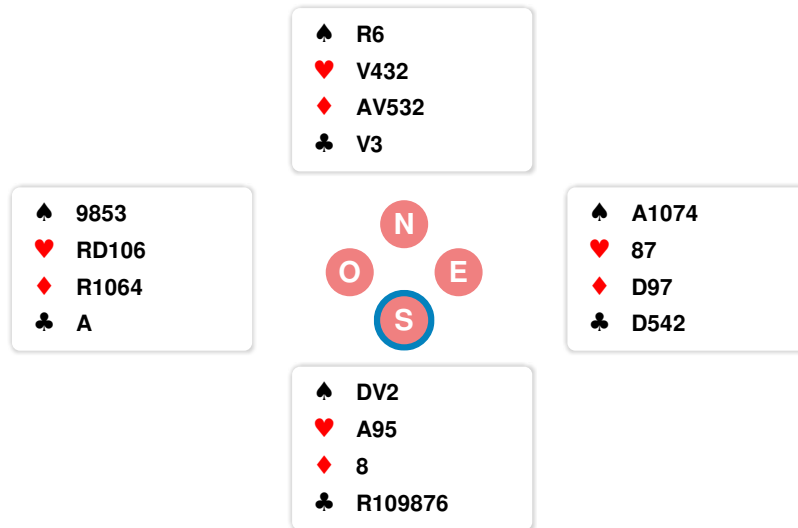 ♠ R6
♥ V432
♦ AV532
♣ V3
♠ 9853
♥ RD106
♦ R1064
♣ A
N
O
E
S
♠ A1074
♥ 87
♦ D97
♣ D542
♠ DV2
♥ A95
♦ 8
♣ R109876